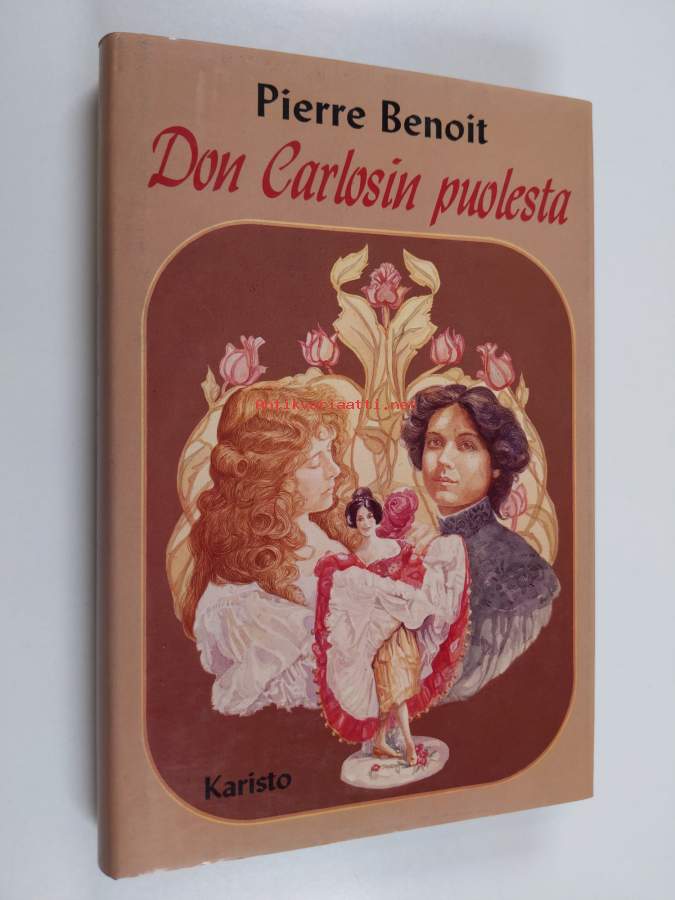 Pierre Benoit
Don Carlosin puolesta
Antikvariaatti.net
Karisto